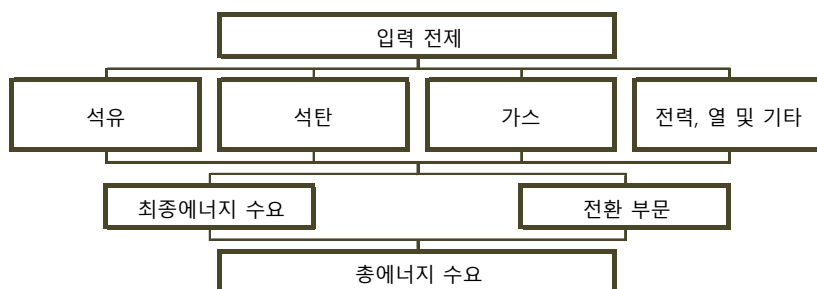 입력 전제
석유
석탄
가스
전력, 열 및 기타
최종에너지 수요
전환 부문
총에너지 수요